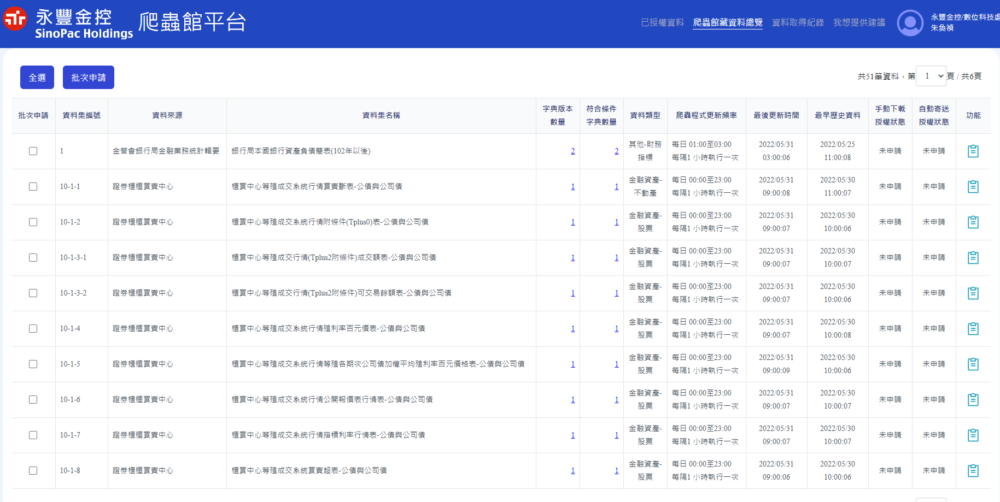 永豐金控
SinoPac Holdings
爬蟲館平台
已授權資料 爬蟲館藏資料總覽 資料取得紀錄 我想提供建議
永豐金控/數位科技處
朱奐禎
全選 批次申請
共51筆資料，第 1 頁 / 共6頁
批次申請 資料集編號 資料來源 資料集名稱 字典版本數量 符合條件字典數量 資料類型 爬蟲程式更新頻率 最後更新時間 最早歷史資料 手動下載授權狀態 自動寄送授權狀態 功能
1 金管會銀行局金融業務統計輯要 銀行局本國銀行資產負債簡表(102年以後) 2 2 其他-財務指標 每日 01:00至03:00 每隔1 小時執行一次 2022/05/31 03:00:06 2022/05/25 11:00:08 未申請 未申請
10-1-1 證券櫃檯買賣中心 櫃買中心等殖成交系統行情買賣斷表-公債與公司債 1 1 金融資產-不動產 每日 00:00至23:00 每隔1 小時執行一次 2022/05/31 09:00:08 2022/05/30 11:00:07 未申請 未申請
10-1-2 證券櫃檯買賣中心 櫃買中心等殖成交系統行情附條件(Tplus0)表-公債與公司債 1 1 金融資產-股票 每日 00:00至23:00 每隔1 小時執行一次 2022/05/31 09:00:07 2022/05/30 10:00:06 未申請 未申請
10-1-3-1 證券櫃檯買賣中心 櫃買中心等殖成交行情(Tplus2附條件)成交額表-公債與公司債 1 1 金融資產-股票 每日 00:00至23:00 每隔1 小時執行一次 2022/05/31 09:00:07 2022/05/30 10:00:07 未申請 未申請
10-1-3-2 證券櫃檯買賣中心 櫃買中心等殖成交行情(Tplus2附條件)可交易餘額表-公債與公司債 1 1 金融資產-股票 每日 00:00至23:00 每隔1 小時執行一次 2022/05/31 09:00:07 2022/05/30 10:00:06 未申請 未申請
10-1-4 證券櫃檯買賣中心 櫃買中心等殖成交系統行情殖利率百元價表-公債與公司債 1 1 金融資產-股票 每日 00:00至23:00 每隔1 小時執行一次 2022/05/31 09:00:07 2022/05/30 10:00:08 未申請 未申請
10-1-5 證券櫃檯買賣中心 櫃買中心等殖成交系統行情等殖各期次公司債加權平均殖利率百元價格表-公債與公司債 1 1 金融資產-股票 每日 00:00至23:00 每隔1 小時執行一次 2022/05/31 09:00:09 2022/05/30 10:00:06 未申請 未申請
10-1-6 證券櫃檯買賣中心 櫃買中心等殖成交系統行情公開報價表行情表-公債與公司債 1 1 金融資產-股票 每日 00:00至23:00 每隔1 小時執行一次 2022/05/31 09:00:07 2022/05/30 10:00:07 未申請 未申請
10-1-7 證券櫃檯買賣中心 櫃買中心等殖成交系統行情指標利率行情表-公債與公司債 1 1 金融資產-股票 每日 00:00至23:00 每隔1 小時執行一次 2022/05/31 09:00:07 2022/05/30 10:00:07 未申請 未申請
10-1-8 證券櫃檯買賣中心 櫃買中心等殖成交系統買賣超表-公債與公司債 1 1 金融資產-股票 每日 00:00至23:00 每隔1 小時執行一次 2022/05/31 09:00:06 2022/05/30 10:00:06 未申請 未申請